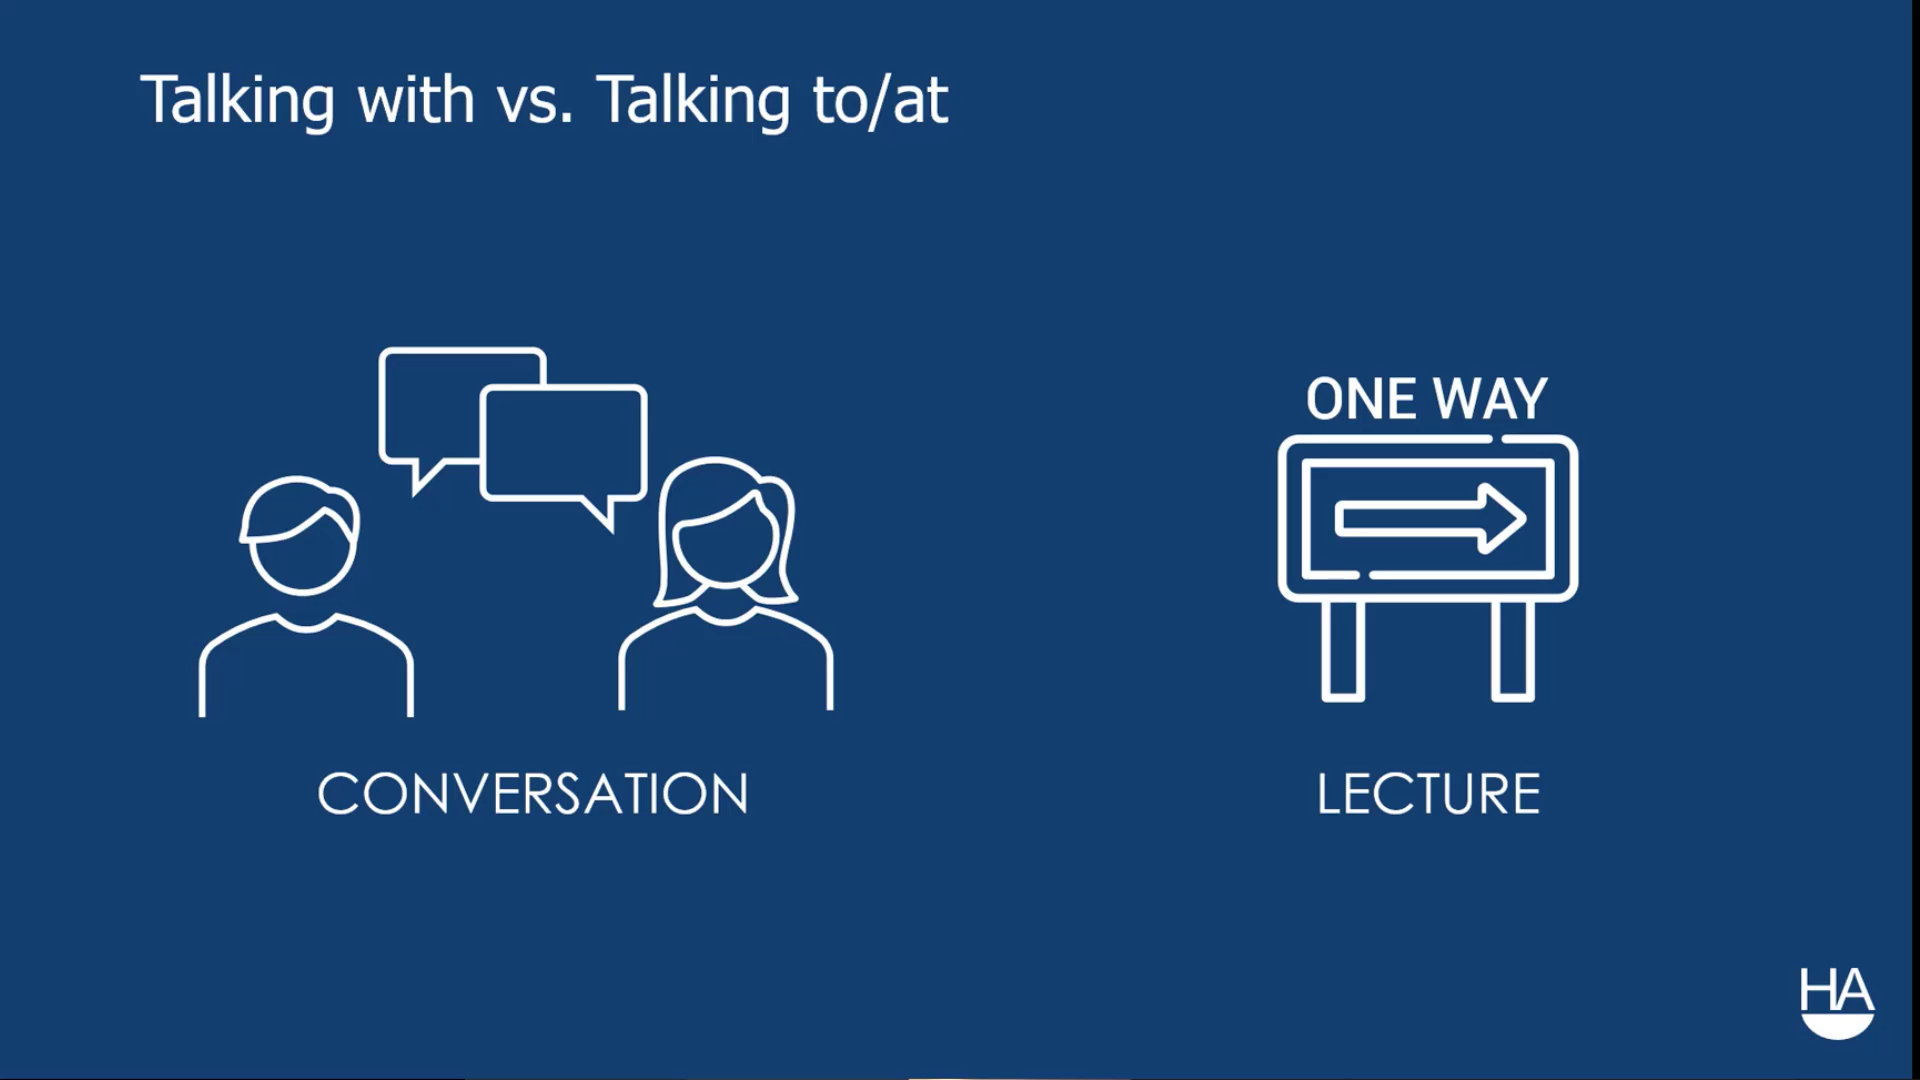 Talking with vs. Talking to/at
ONE WAY
CONVERSATION
LECTURE
HA